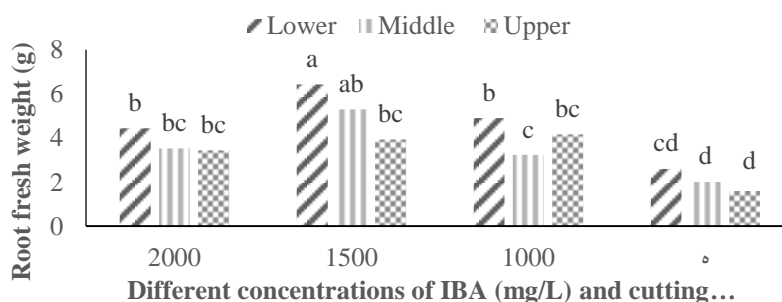 Lower Middle Upper
Root fresh weight (g)
8
6
4
2
0
b bc bc
a ab bc
b c bc
cd d d
2000 1500 1000 ه
Different concentrations of IBA (mg/L) and cutting…